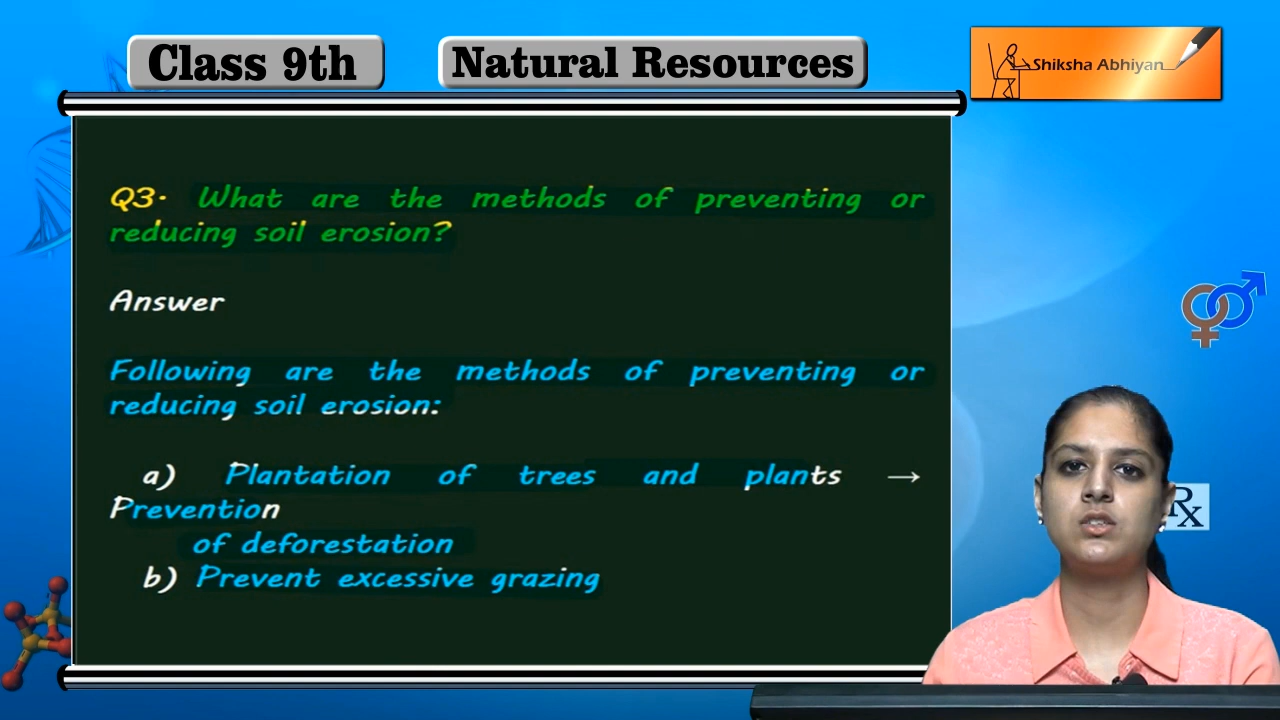 Class 9th
Natural Resources
Shiksha Abhiyan
Q3. What are the methods of preventing or
reducing soil erosion?
Answer
Following are the methods of preventing or
reducing soil erosion:
a) Plantation of trees and plants →
Prevention
of deforestation
b) Prevent excessive grazing
Rx